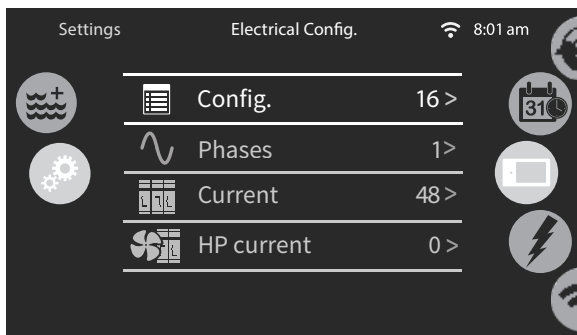 Settings Electrical Config. 8:01 am
Config. 16 >
31
Phases 1 >
Current 48 >
HP current 0 >